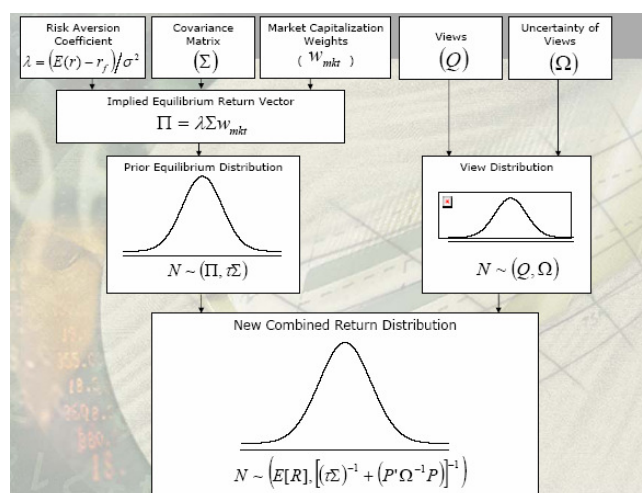 Risk Aversion
Coefficient
λ = (E(r) − r_f)/σ²
Covariance
Matrix
(Σ)
Market Capitalization
Weights
( w_mkt )
Views
(Q)
Uncertainty of
Views
(Ω)
Implied Equilibrium Return Vector
Π = λΣw_mkt
Prior Equilibrium Distribution
N ~ (Π, τΣ)
View Distribution
N ~ (Q, Ω)
New Combined Return Distribution
N ~ (E[R], [(τΣ)⁻¹ + (P'Ω⁻¹P)]⁻¹)